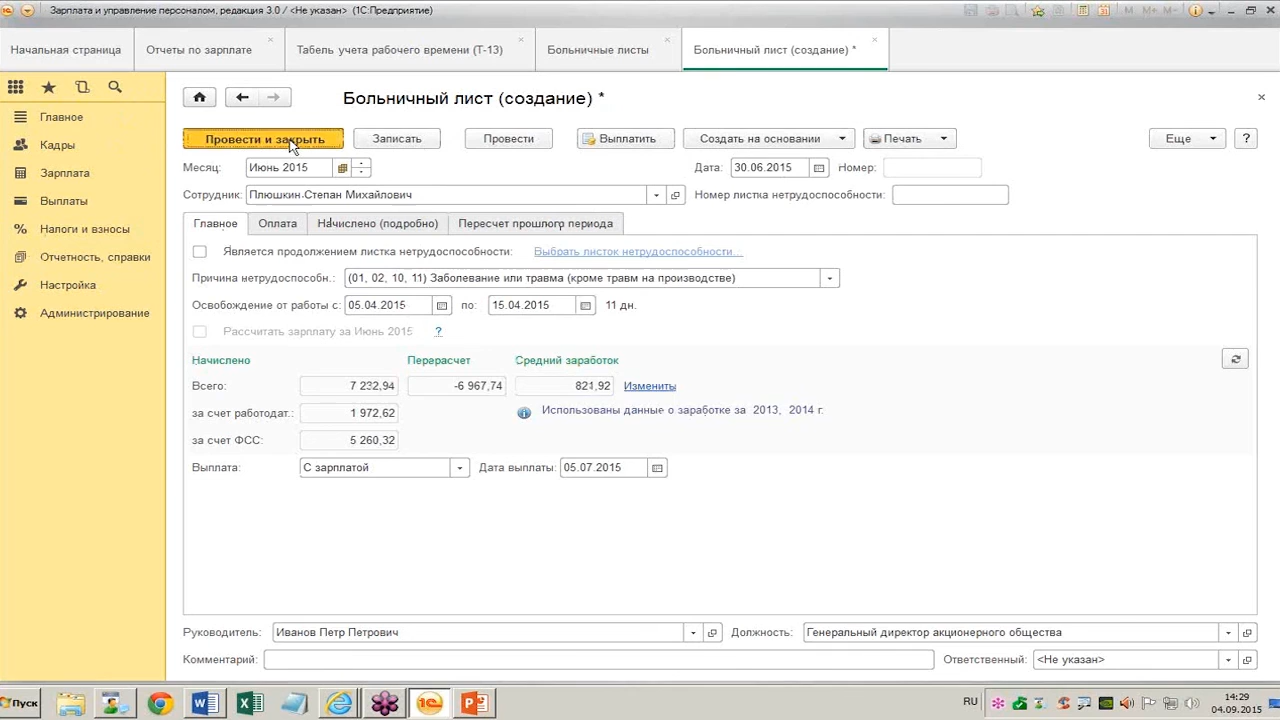 Зарплата и управление персоналом, редакция 3.0 / <Не указан> (1С:Предприятие)
M M+ M-
Начальная страница Отчеты по зарплате Табель учета рабочего времени (Т-13) Больничные листы Больничный лист (создание) *
Больничный лист (создание) *
Главное
Кадры
Зарплата
Выплаты
Налоги и взносы
Отчетность, справки
Настройка
Администрирование
Провести и закрыть Записать Провести Выплатить Создать на основании Печать Еще ?
Месяц: Июнь 2015 Дата: 30.06.2015 Номер:
Сотрудник: Плюшкин Степан Михайлович Номер листка нетрудоспособности:
Главное Оплата Начислено (подробно) Пересчет прошлого периода
Является продолжением листка нетрудоспособности: Выбрать листок нетрудоспособности...
Причина нетрудоспособн.: (01, 02, 10, 11) Заболевание или травма (кроме травм на производстве)
Освобождение от работы с: 05.04.2015 по: 15.04.2015 11 дн.
Рассчитать зарплату за Июнь 2015 ?
Начислено Перерасчет Средний заработок
Всего: 7 232,94 -6 967,74 821,92 Изменить
за счет работодат.: 1 972,62 Использованы данные о заработке за 2013, 2014 г.
за счет ФСС: 5 260,32
Выплата: С зарплатой Дата выплаты: 05.07.2015
Руководитель: Иванов Петр Петрович Должность: Генеральный директор акционерного общества
Комментарий: Ответственный: <Не указан>
Пуск RU 14:29
04.09.2015